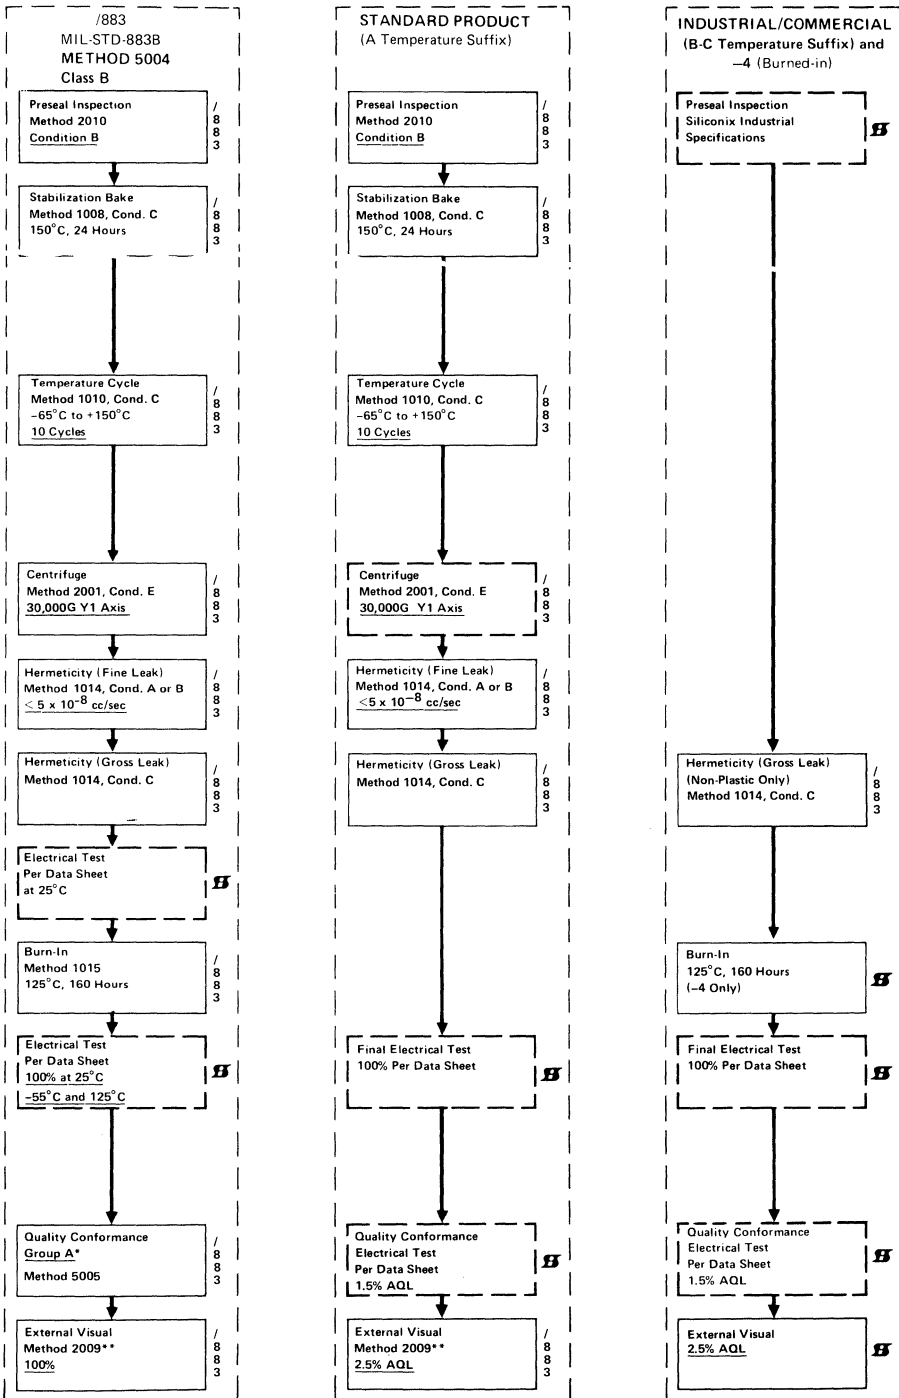 /883
MIL-STD-883B
METHOD 5004
Class B
Preseal Inspection
Method 2010
Condition B
/883
Stabilization Bake
Method 1008, Cond. C
150°C, 24 Hours
/883
Temperature Cycle
Method 1010, Cond. C
-65°C to +150°C
10 Cycles
/883
Centrifuge
Method 2001, Cond. E
30,000G Y1 Axis
/883
Hermeticity (Fine Leak)
Method 1014, Cond. A or B
< 5 x 10⁻⁸ cc/sec
/883
Hermeticity (Gross Leak)
Method 1014, Cond. C
/883
Electrical Test
Per Data Sheet
at 25°C
Burn-In
Method 1015
125°C, 160 Hours
/883
Electrical Test
Per Data Sheet
100% at 25°C
-55°C and 125°C
Quality Conformance
Group A*
Method 5005
/883
External Visual
Method 2009**
100%
/883
STANDARD PRODUCT
(A Temperature Suffix)
Preseal Inspection
Method 2010
Condition B
/883
Stabilization Bake
Method 1008, Cond. C
150°C, 24 Hours
/883
Temperature Cycle
Method 1010, Cond. C
-65°C to +150°C
10 Cycles
/883
Centrifuge
Method 2001, Cond. E
30,000G Y1 Axis
/883
Hermeticity (Fine Leak)
Method 1014, Cond. A or B
<5 x 10⁻⁸ cc/sec
/883
Hermeticity (Gross Leak)
Method 1014, Cond. C
/883
Final Electrical Test
100% Per Data Sheet
Quality Conformance
Electrical Test
Per Data Sheet
1.5% AQL
External Visual
Method 2009**
2.5% AQL
/883
INDUSTRIAL/COMMERCIAL
(B-C Temperature Suffix) and
-4 (Burned-in)
Preseal Inspection
Siliconix Industrial
Specifications
Hermeticity (Gross Leak)
(Non-Plastic Only)
Method 1014, Cond. C
/883
Burn-In
125°C, 160 Hours
(-4 Only)
Final Electrical Test
100% Per Data Sheet
Quality Conformance
Electrical Test
Per Data Sheet
1.5% AQL
External Visual
2.5% AQL